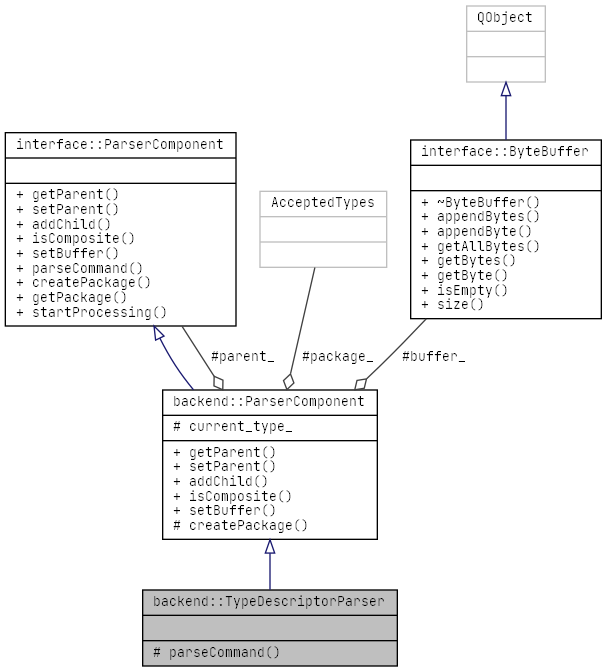 QObject
interface::ParserComponent
+ getParent()
+ setParent()
+ addChild()
+ isComposite()
+ setBuffer()
+ parseCommand()
+ createPackage()
+ getPackage()
+ startProcessing()
AcceptedTypes
interface::ByteBuffer
+ ~ByteBuffer()
+ appendBytes()
+ appendByte()
+ getAllBytes()
+ getBytes()
+ getByte()
+ isEmpty()
+ size()
#parent_
#package_
#buffer_
backend::ParserComponent
# current_type_
+ getParent()
+ setParent()
+ addChild()
+ isComposite()
+ setBuffer()
# createPackage()
backend::TypeDescriptorParser
# parseCommand()